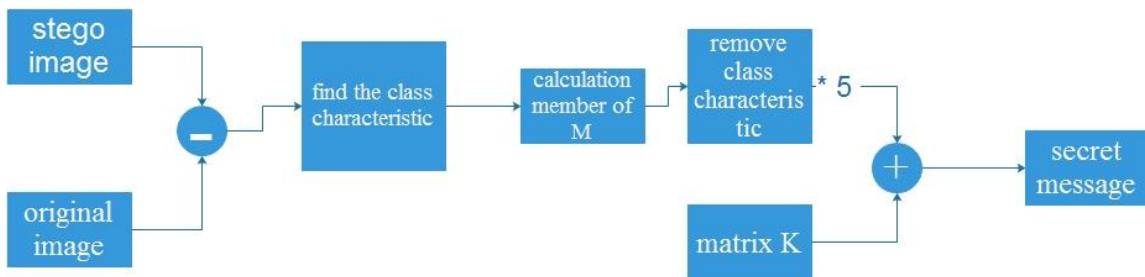 stego
image
original
image
−
find the class
characteristic
calculation
member of
M
remove
class
characteris
tic
* 5
matrix K
+
secret
message